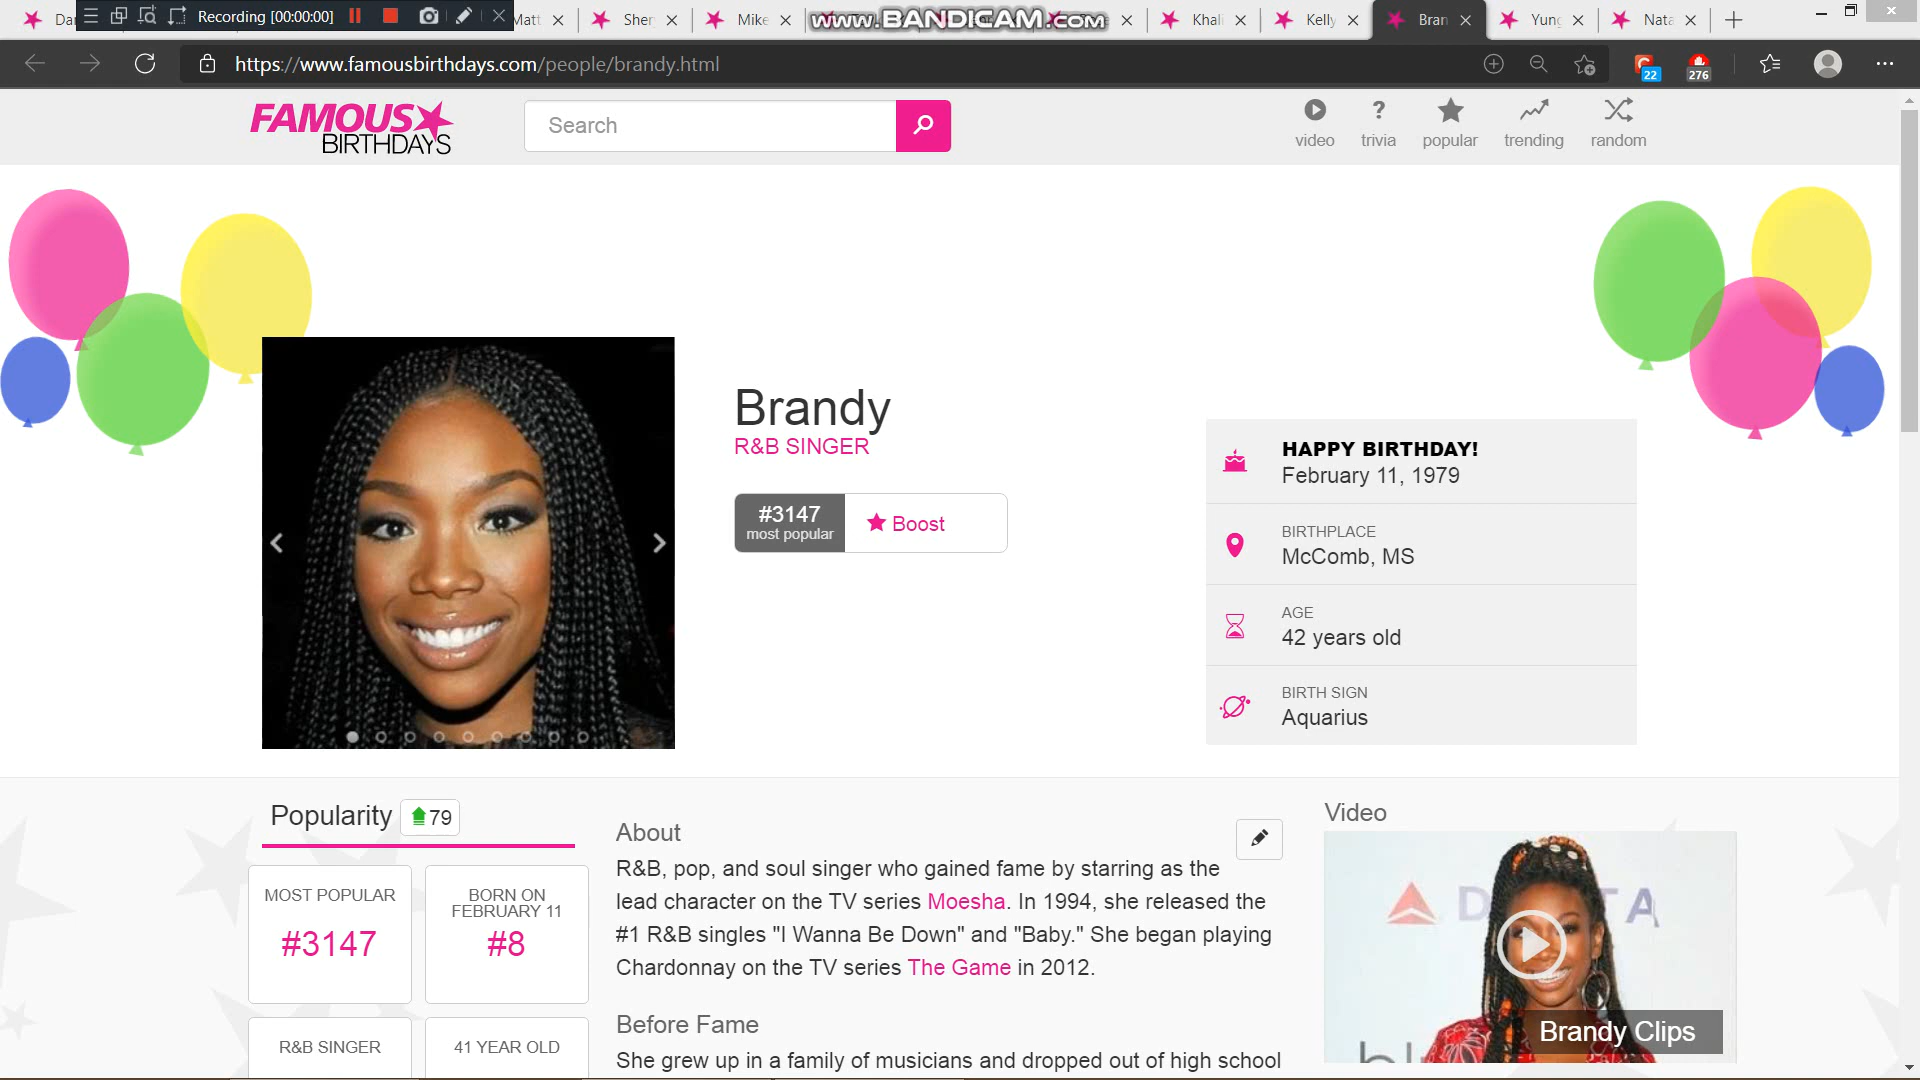 Recording [00:00:00]
www.BANDICAM.com
Matt
Sher
Mike
Khali
Kelly
Bran
Yung
Nata
https://www.famousbirthdays.com/people/brandy.html
22
276
FAMOUS
BIRTHDAYS
Search
video
trivia
popular
trending
random
Brandy
R&B SINGER
#3147
most popular
Boost
HAPPY BIRTHDAY!
February 11, 1979
BIRTHPLACE
McComb, MS
AGE
42 years old
BIRTH SIGN
Aquarius
Popularity
79
MOST POPULAR
#3147
BORN ON
FEBRUARY 11
#8
R&B SINGER
41 YEAR OLD
About
R&B, pop, and soul singer who gained fame by starring as the
lead character on the TV series Moesha. In 1994, she released the
#1 R&B singles "I Wanna Be Down" and "Baby." She began playing
Chardonnay on the TV series The Game in 2012.
Before Fame
She grew up in a family of musicians and dropped out of high school
Video
Brandy Clips